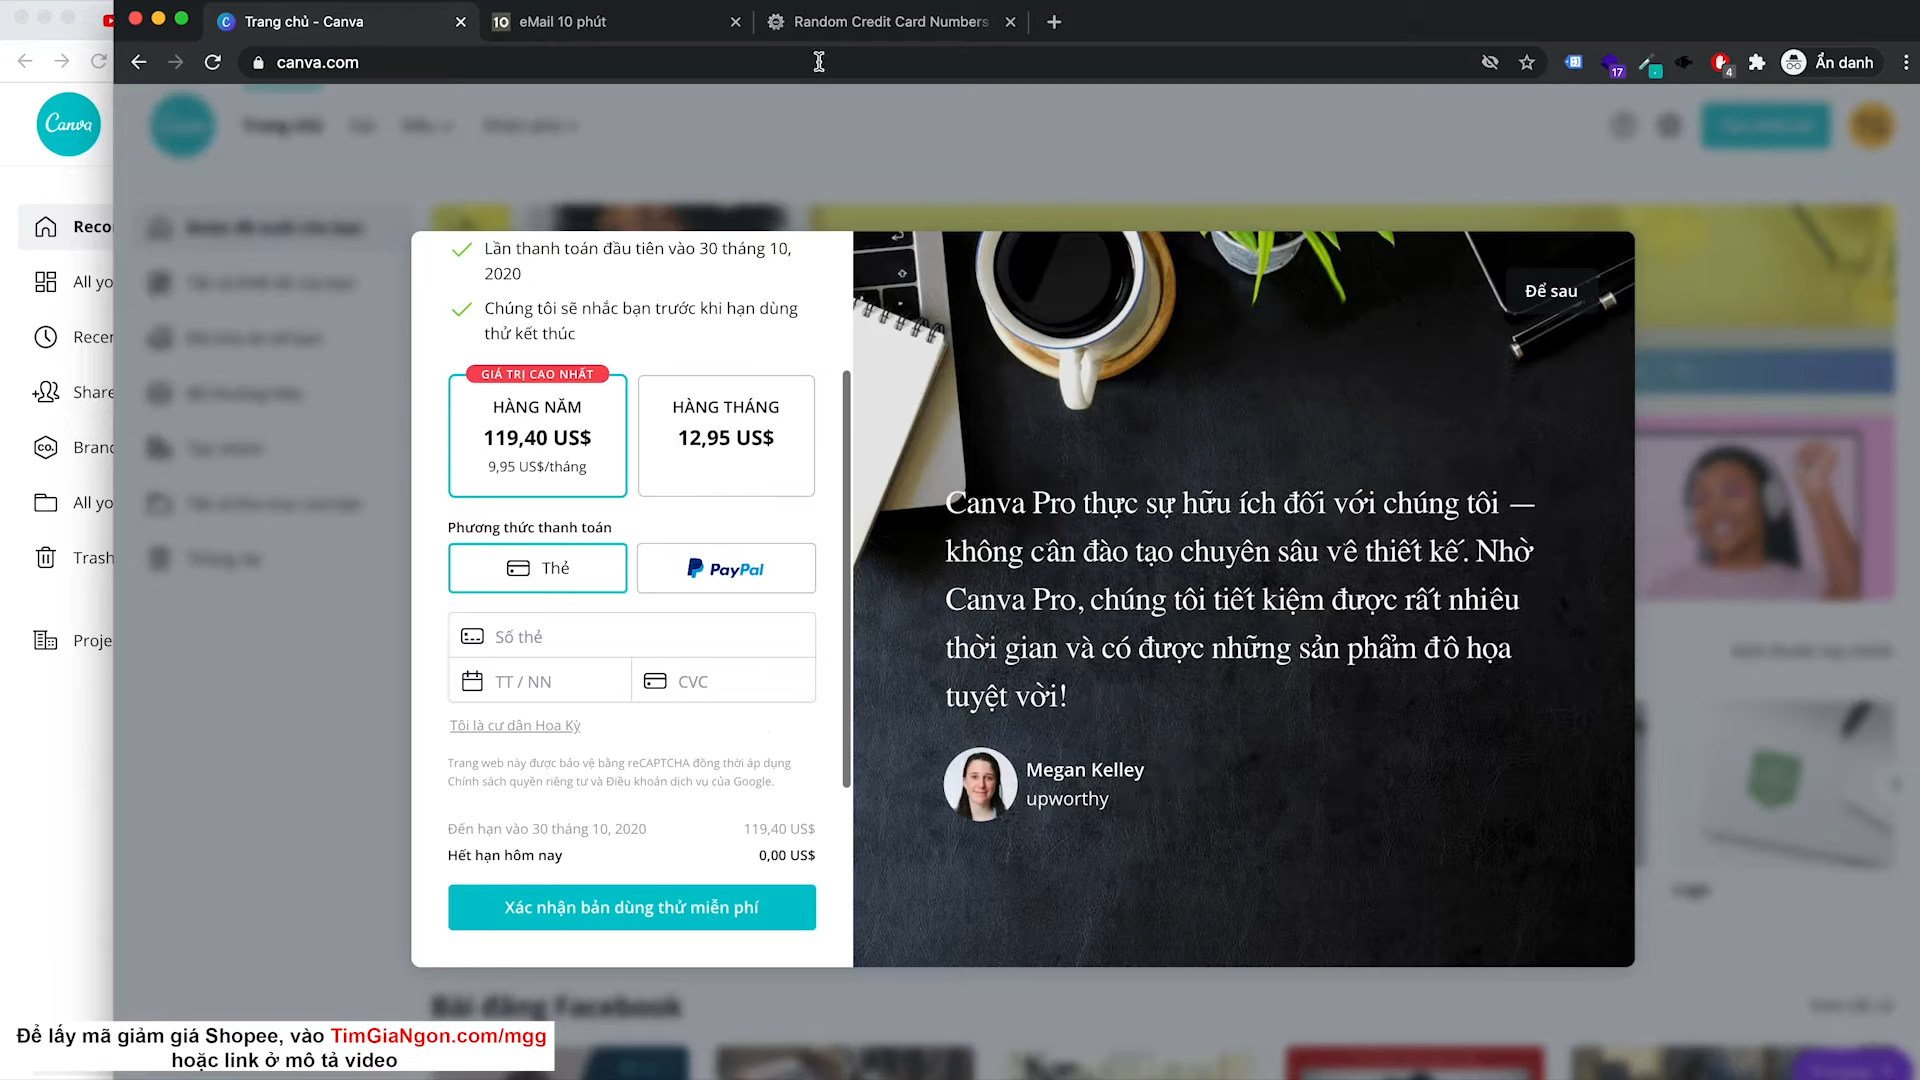 Trang chủ - Canva
eMail 10 phút
Random Credit Card Numbers
canva.com
17
4
Ẩn danh
Canva
Trang chủ
Reco
All yo
Recen
Share
Brand
All yo
Trash
Proje
Lần thanh toán đầu tiên vào 30 tháng 10,
2020
Chúng tôi sẽ nhắc bạn trước khi hạn dùng
thử kết thúc
GIÁ TRỊ CAO NHẤT
HÀNG NĂM
119,40 US$
9,95 US$/tháng
HÀNG THÁNG
12,95 US$
Phương thức thanh toán
Thẻ
PayPal
Số thẻ
TT / NN
CVC
Tôi là cư dân Hoa Kỳ
Trang web này được bảo vệ bằng reCAPTCHA đồng thời áp dụng
Chính sách quyền riêng tư và Điều khoản dịch vụ của Google.
Đến hạn vào 30 tháng 10, 2020 119,40 US$
Hết hạn hôm nay 0,00 US$
Xác nhận bản dùng thử miễn phí
Để sau
Canva Pro thực sự hữu ích đối với chúng tôi —
không cần đào tạo chuyên sâu về thiết kế. Nhờ
Canva Pro, chúng tôi tiết kiệm được rất nhiều
thời gian và có được những sản phẩm đồ họa
tuyệt vời!
Megan Kelley
upworthy
Bài đăng Facebook
Để lấy mã giảm giá Shopee, vào TimGiaNgon.com/mgg
hoặc link ở mô tả video